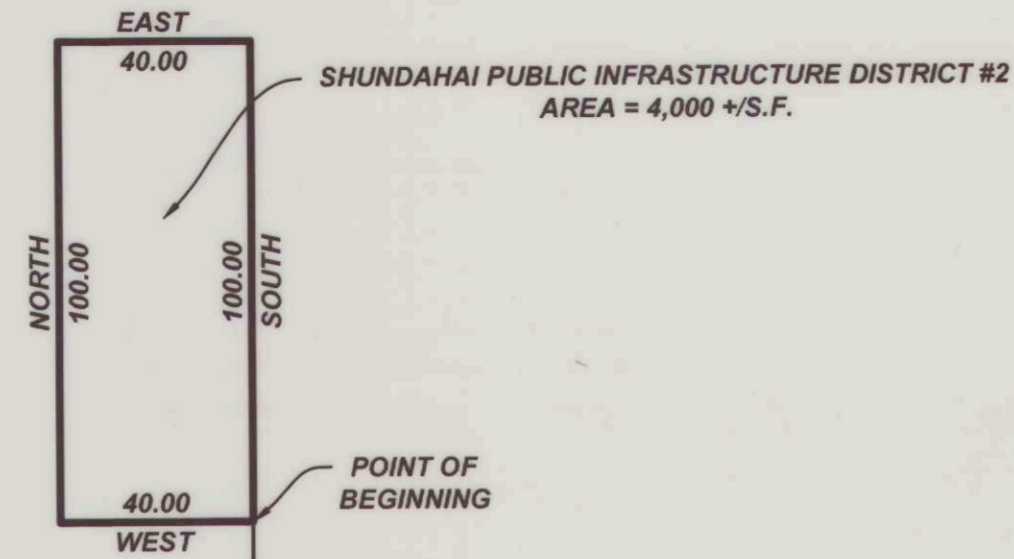 EAST
40.00
SHUNDAHAI PUBLIC INFRASTRUCTURE DISTRICT #2
AREA = 4,000 +/S.F.
NORTH
100.00
100.00
SOUTH
POINT OF
BEGINNING
40.00
WEST